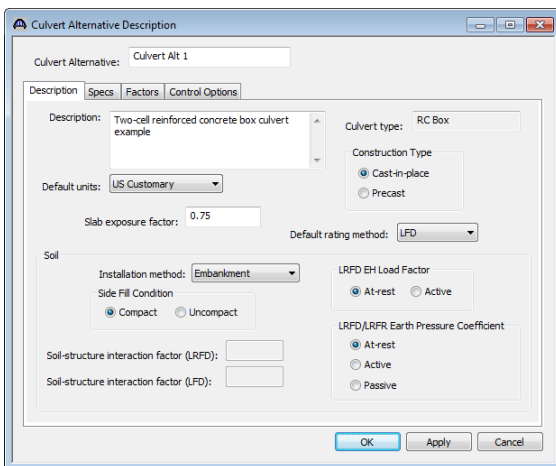 Culvert Alternative Description
Culvert Alternative: Culvert Alt 1
Description Specs Factors Control Options
Description: Two-cell reinforced concrete box culvert
example
Culvert type: RC Box
Construction Type
Cast-in-place
Precast
Default units: US Customary
Slab exposure factor: 0.75
Default rating method: LFD
Soil
Installation method: Embankment
Side Fill Condition
Compact Uncompact
LRFD EH Load Factor
At-rest Active
Soil-structure interaction factor (LRFD):
Soil-structure interaction factor (LFD):
LRFD/LRFR Earth Pressure Coefficient
At-rest
Active
Passive
OK Apply Cancel